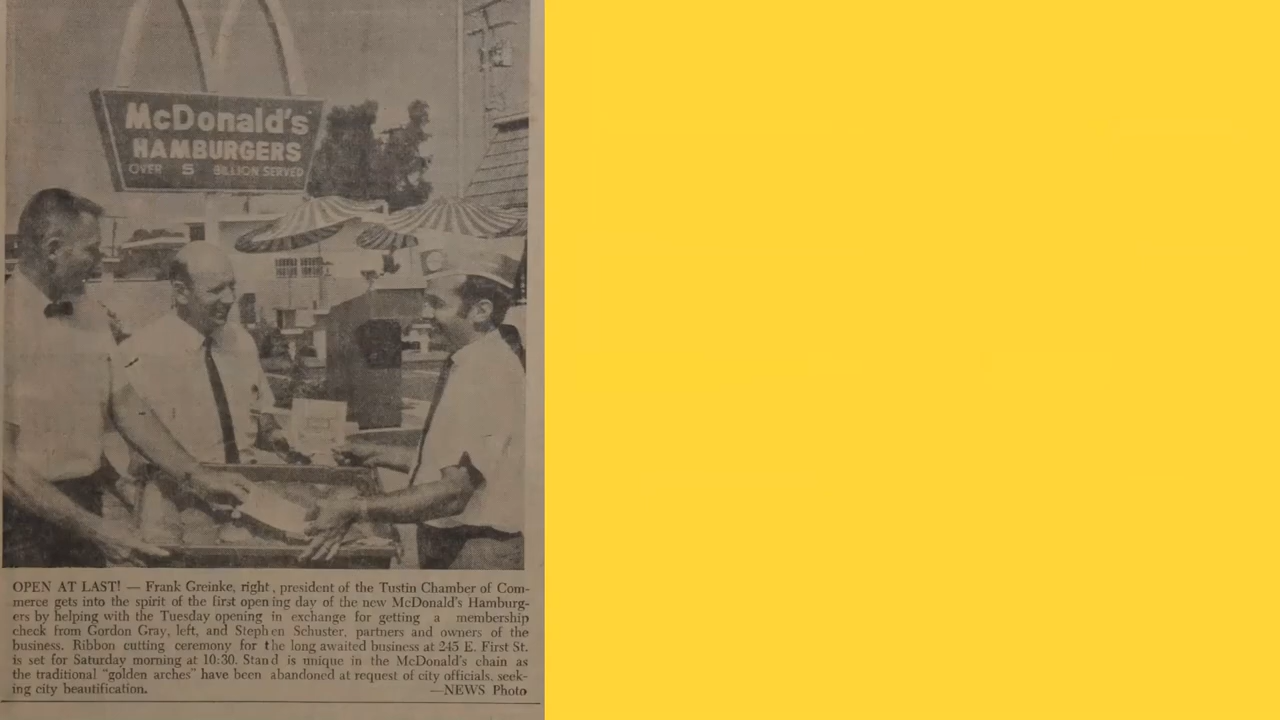 McDonald's
HAMBURGERS
OVER 5 BILLION SERVED
OPEN AT LAST! — Frank Greinke, right, president of the Tustin Chamber of Com-
merce gets into the spirit of the first opening day of the new McDonald's Hamburg-
ers by helping with the Tuesday opening in exchange for getting a membership
check from Gordon Gray, left, and Stephen Schuster, partners and owners of the
business. Ribbon cutting ceremony for the long awaited business at 245 E. First St.
is set for Saturday morning at 10:30. Stand is unique in the McDonald's chain as
the traditional "golden arches" have been abandoned at request of city officials, seek-
ing city beautification. —NEWS Photo